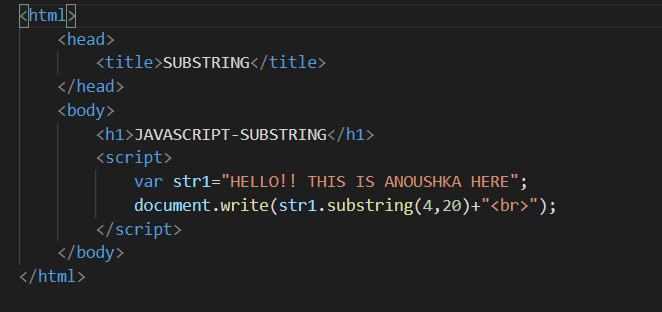 <html>
<head>
<title>SUBSTRING</title>
</head>
<body>
<h1>JAVASCRIPT-SUBSTRING</h1>
<script>
var str1="HELLO!! THIS IS ANOUSHKA HERE";
document.write(str1.substring(4,20)+"<br>");
</script>
</body>
</html>